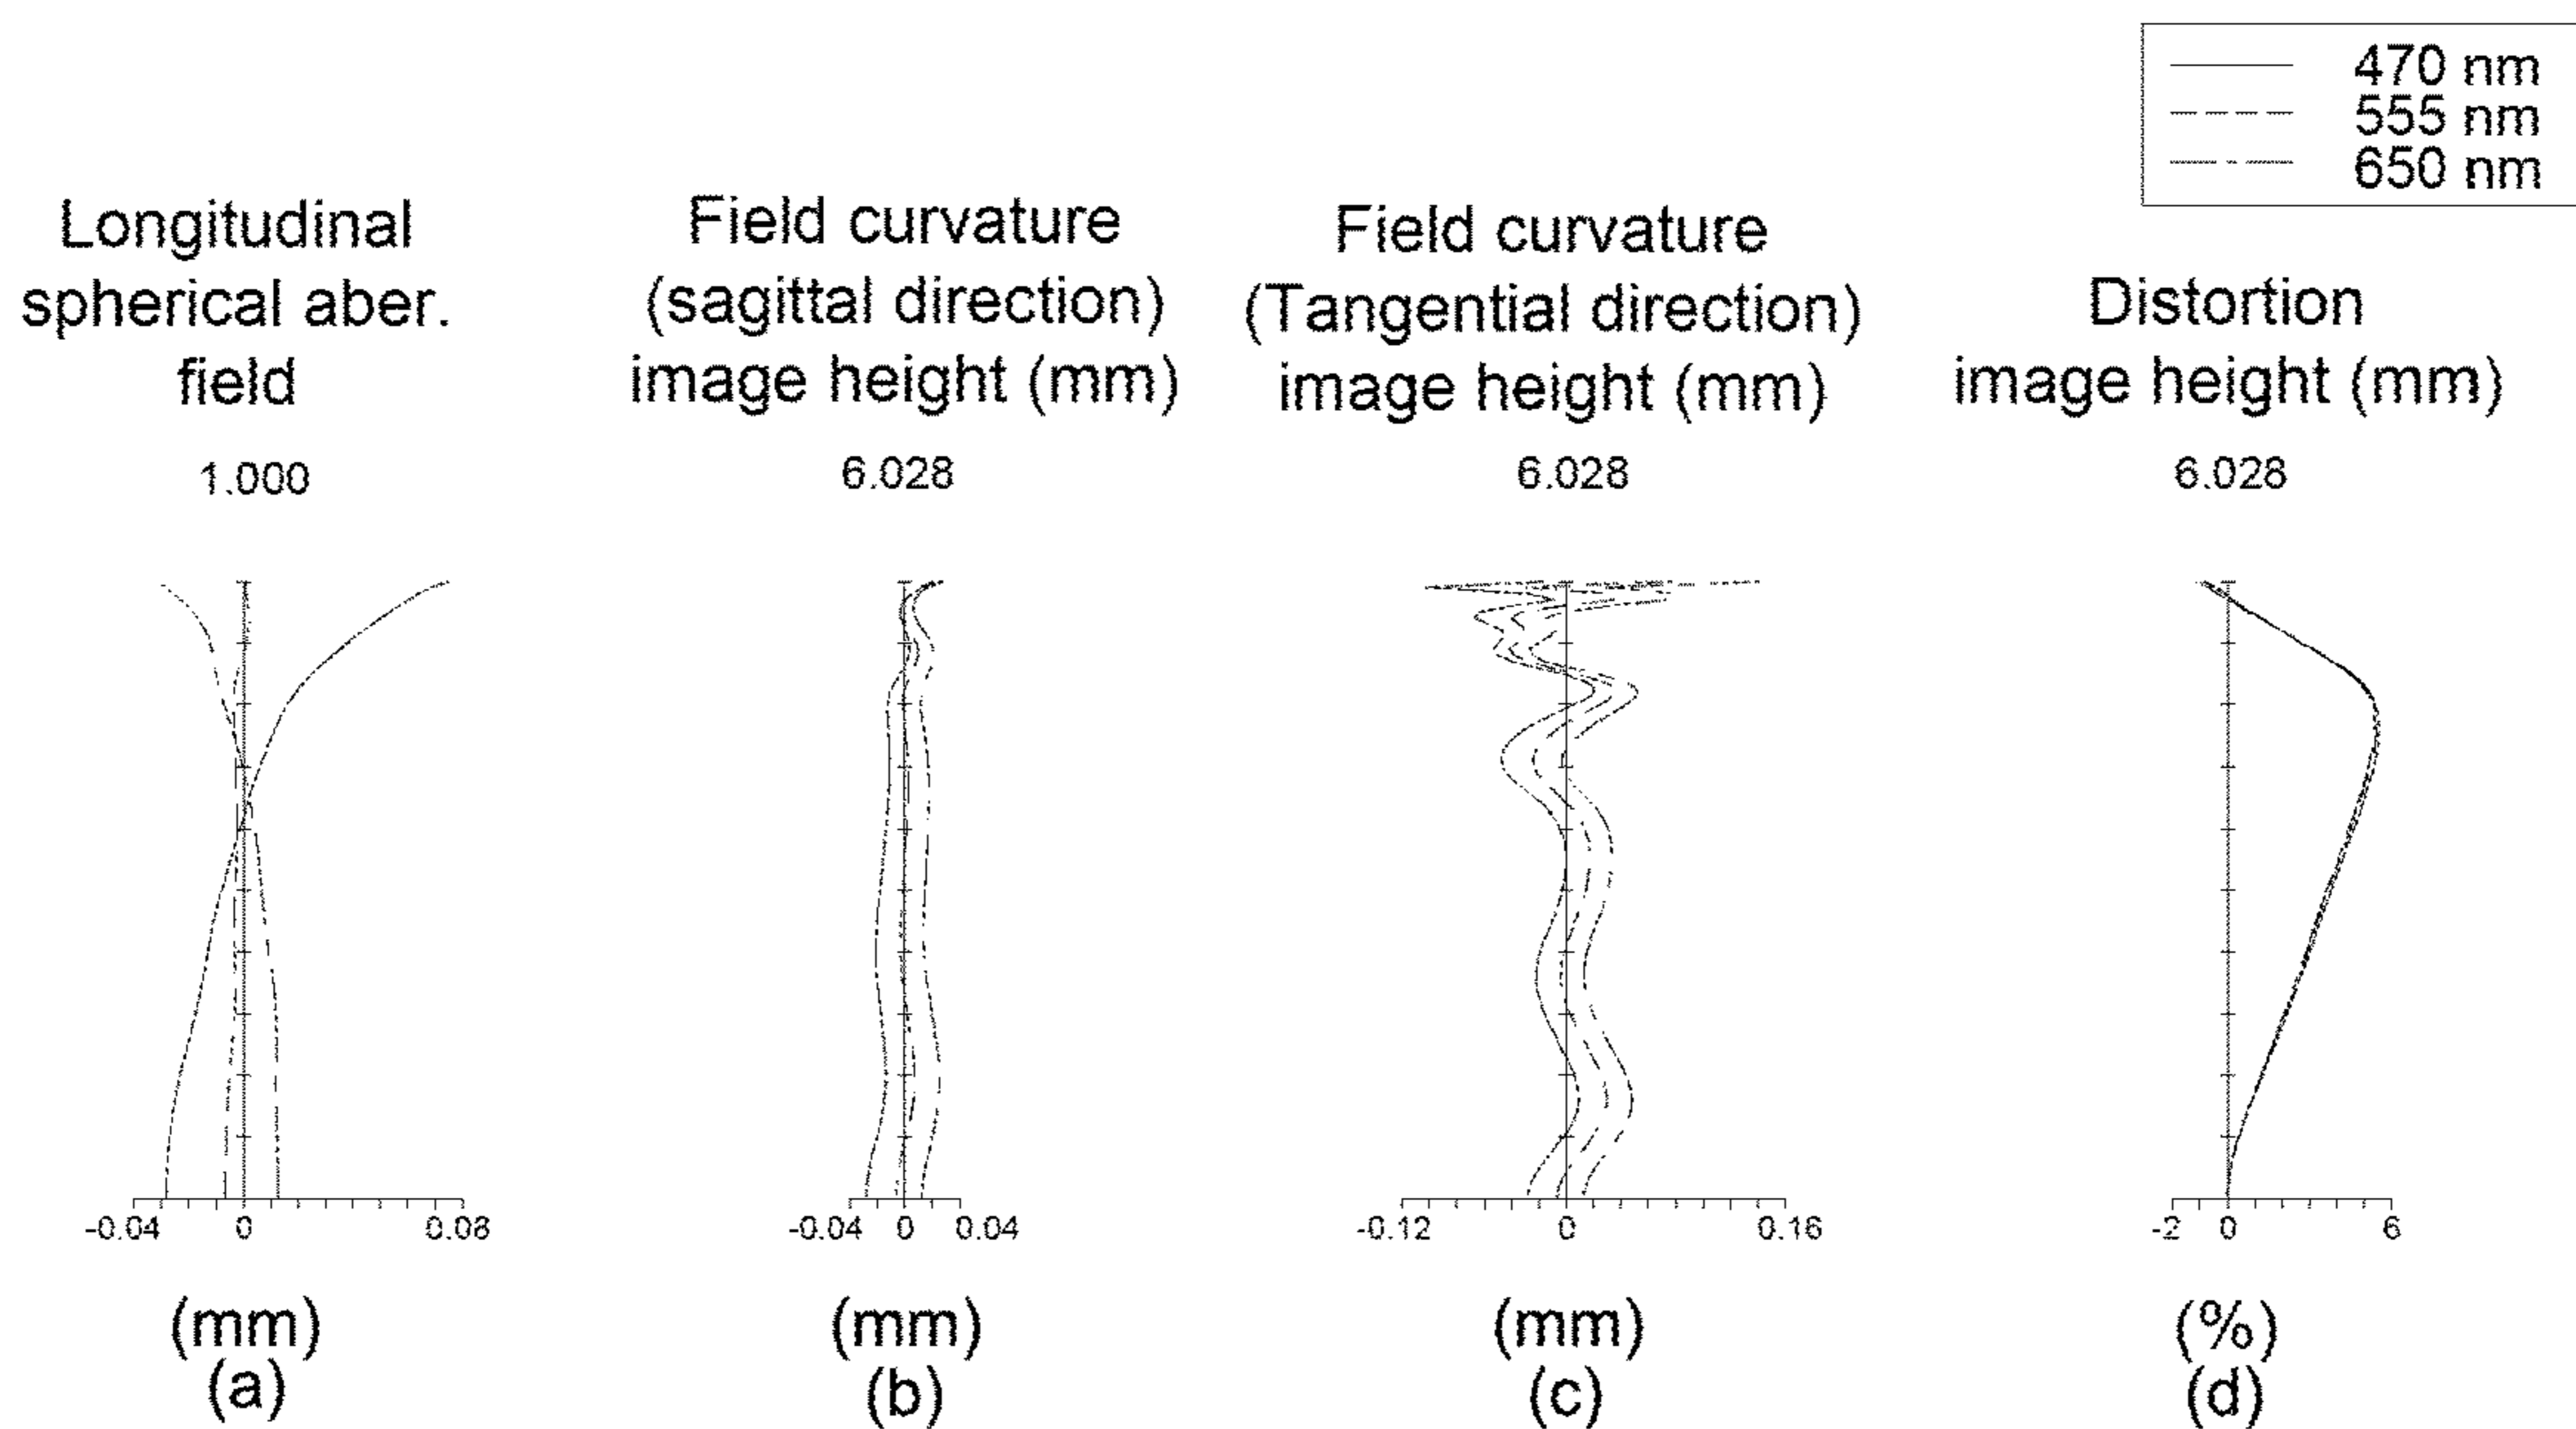 470 nm
555 nm
650 nm
Longitudinal
spherical aber.
field
1.000
Field curvature
(sagittal direction)
image height (mm)
6.028
Field curvature
(Tangential direction)
image height (mm)
6.028
Distortion
image height (mm)
6.028
-0.04 0 0.08
(mm)
(a)
-0.04 0 0.04
(mm)
(b)
-0.12 0 0.16
(mm)
(c)
-2 0 6
(%)
(d)